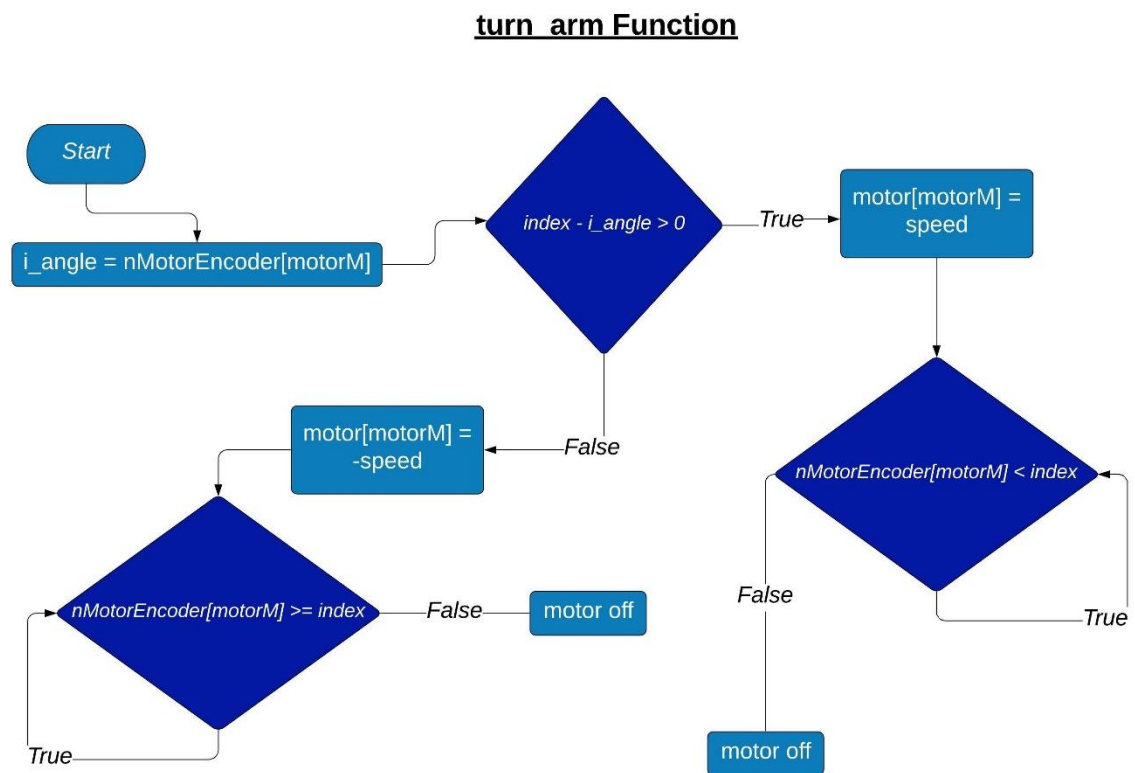 turn_arm Function
Start
i_angle = nMotorEncoder[motorM]
index - i_angle > 0
True
motor[motorM] =
speed
False
motor[motorM] =
-speed
nMotorEncoder[motorM] < index
True
False
motor off
nMotorEncoder[motorM] >= index
False
motor off
True